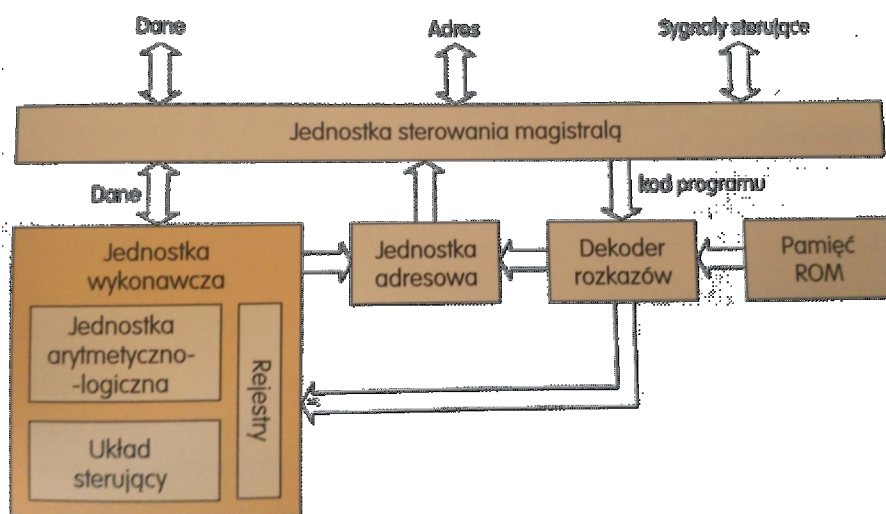 Dane
Adres
Sygnały sterujące
Jednostka sterowania magistralą
Dane
kod programu
Jednostka
wykonawcza
Jednostka
adresowa
Dekoder
rozkazów
Pamięć
ROM
Jednostka
arytmetyczno-
-logiczna
Rejestry
Układ
sterujący